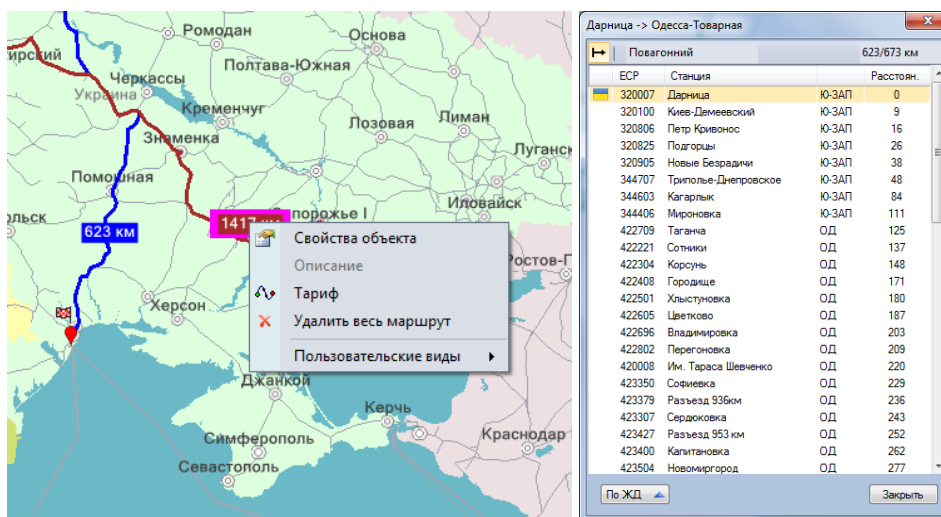 Ромодан
Основа
ирский
Полтава-Южная
Черкассы
Украина
Кременчуг
Лиман
Лозовая
Знаменка
Луганск
Помошная
Иловайск
порожье I
1417
ольск
623 км
Ростов-Г
Херсон
Джанкой
Керчь
Симферополь
Краснодар
Севастополь
Свойства объекта
Описание
Тариф
Удалить весь маршрут
Пользовательские виды
Дарница -> Одесса-Товарная
Повагонний 623/673 км
ЕСР Станция Расстоян.
320007 Дарница Ю-ЗАП 0
320100 Киев-Демеевский Ю-ЗАП 9
320806 Петр Кривонос Ю-ЗАП 16
320825 Подгорцы Ю-ЗАП 26
320905 Новые Безрадичи Ю-ЗАП 38
344707 Триполье-Днепровское Ю-ЗАП 48
344603 Кагарлык Ю-ЗАП 84
344406 Мироновка Ю-ЗАП 111
422709 Таганча ОД 125
422221 Сотники ОД 137
422304 Корсунь ОД 148
422408 Городище ОД 171
422501 Хлыстуновка ОД 180
422605 Цветково ОД 187
422696 Владимировка ОД 203
422802 Перегоновка ОД 209
420008 Им. Тараса Шевченко ОД 220
423350 Софиевка ОД 229
423379 Разъезд 936км ОД 236
423307 Сердюковка ОД 243
423427 Разъезд 953 км ОД 252
423400 Капитановка ОД 262
423504 Новомиргород ОД 277
По ЖД
Закрыть